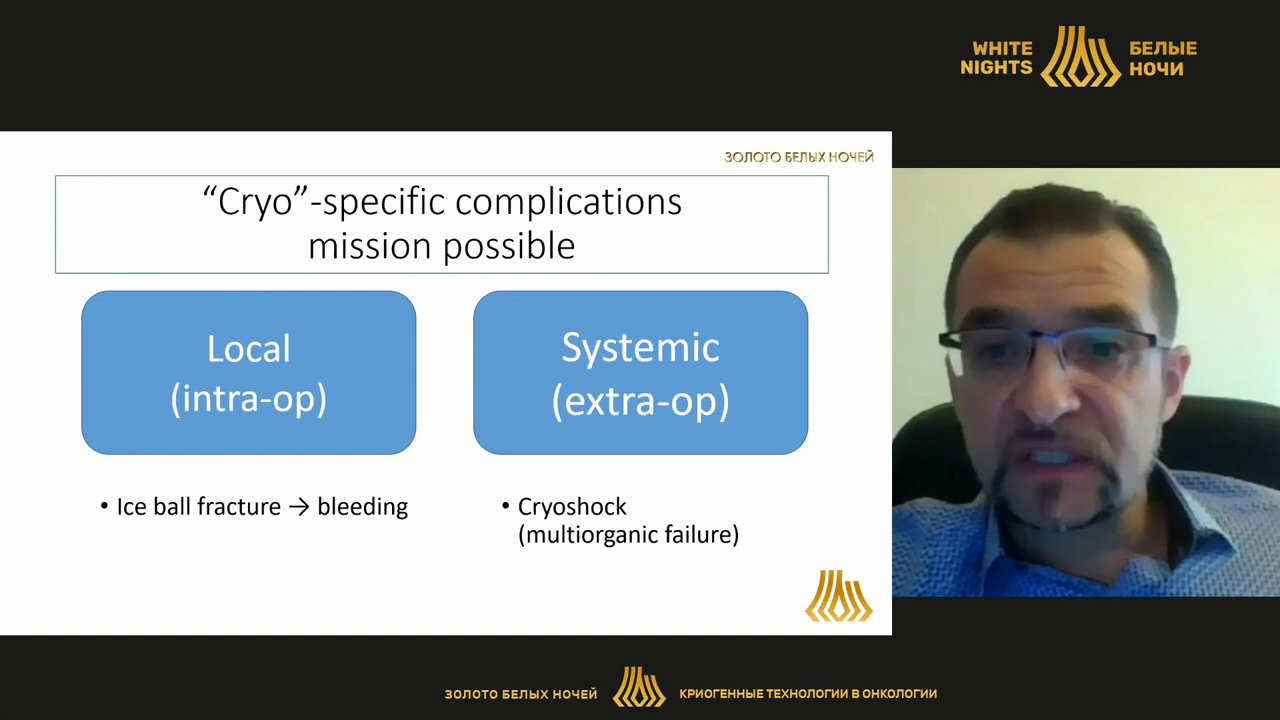 WHITE
NIGHTS
БЕЛЫЕ
НОЧИ
ЗОЛОТО БЕЛЫХ НОЧЕЙ
“Cryo”-specific complications
mission possible
Local
(intra-op)
Systemic
(extra-op)
• Ice ball fracture → bleeding
• Cryoshock
(multiorganic failure)
ЗОЛОТО БЕЛЫХ НОЧЕЙ
КРИОГЕННЫЕ ТЕХНОЛОГИИ В ОНКОЛОГИИ